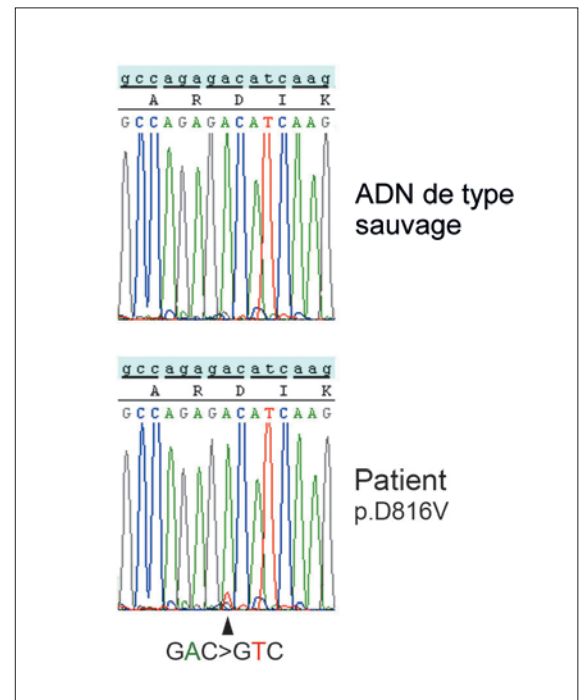 gccagagacatcaag
A R D I K
GCCAGAGACATCAAG
ADN de type
sauvage
gccagagacatcaag
A R D I K
GCCAGAGACATCAAG
Patient
p.D816V
GAC>GTC